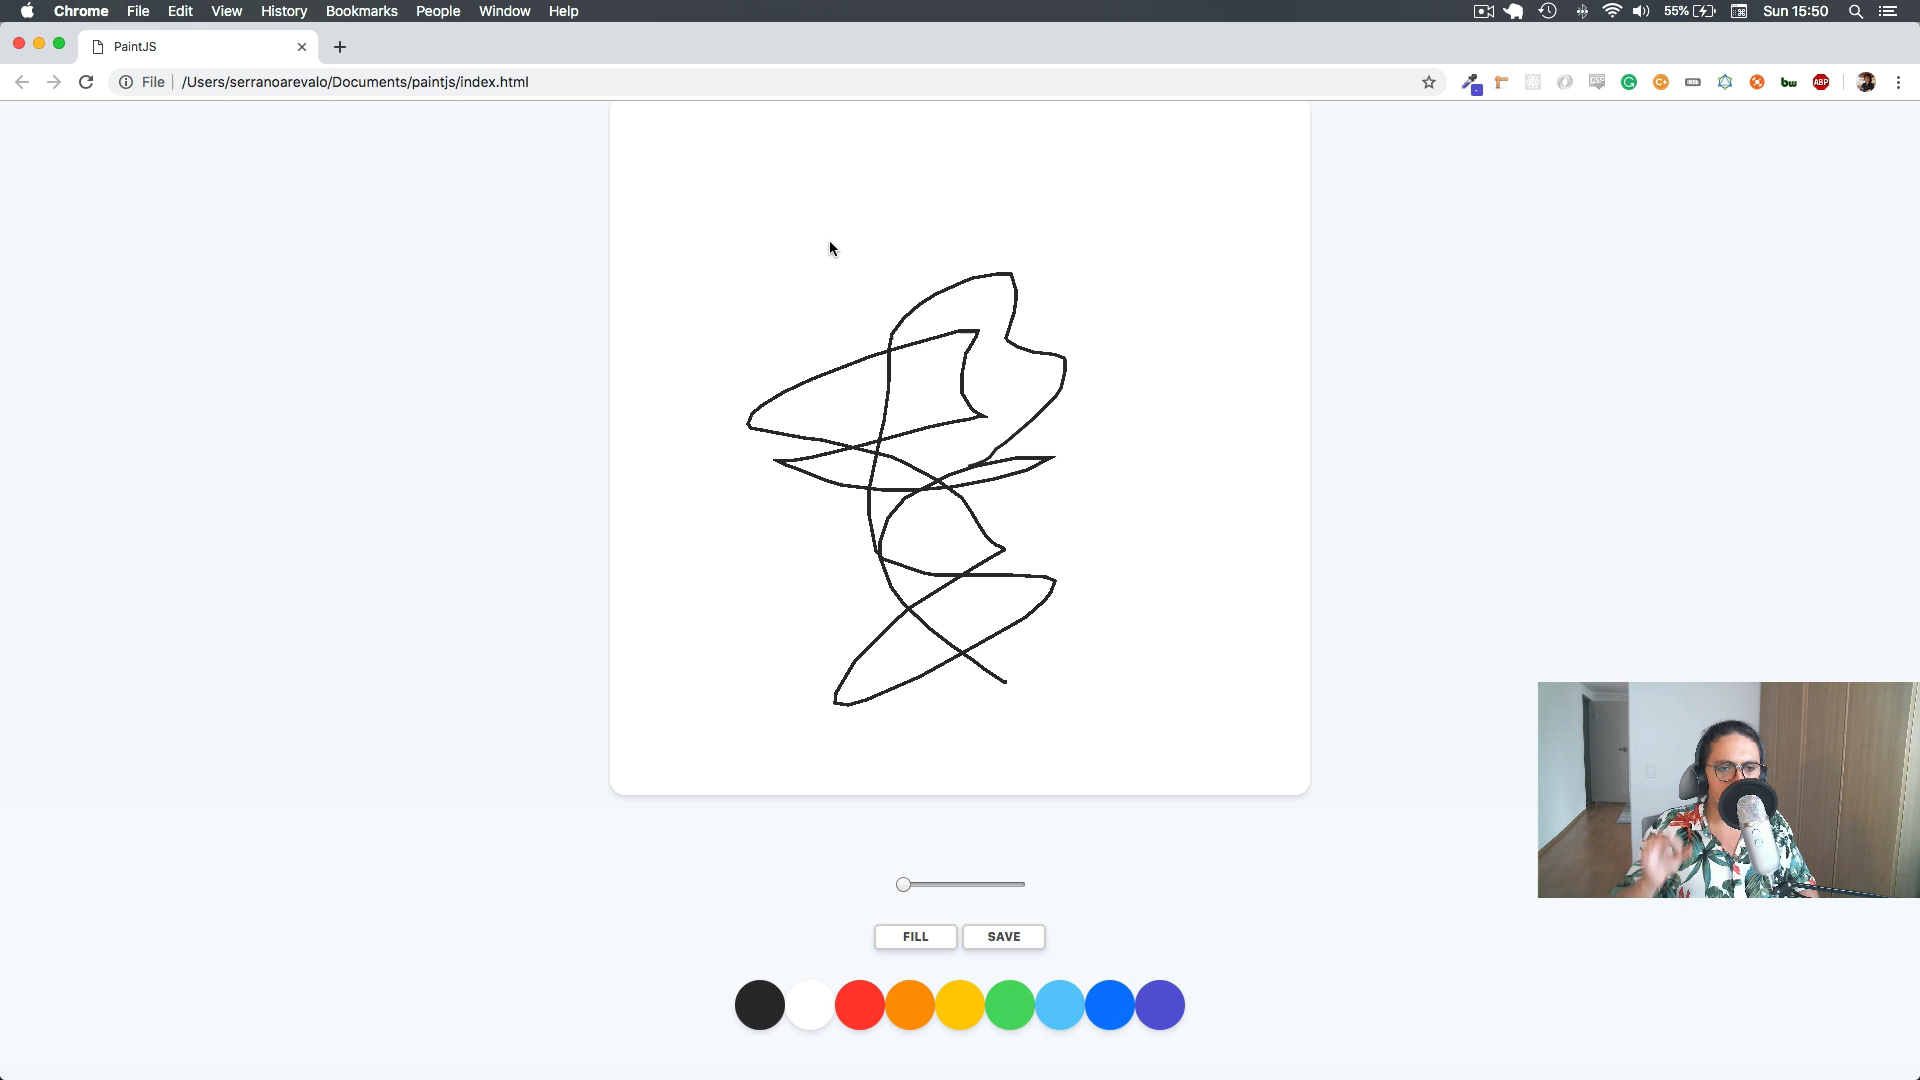 Chrome File Edit View History Bookmarks People Window Help 55% Sun 15:50
PaintJS
File /Users/serranoarevalo/Documents/paintjs/index.html
ABP
FILL SAVE